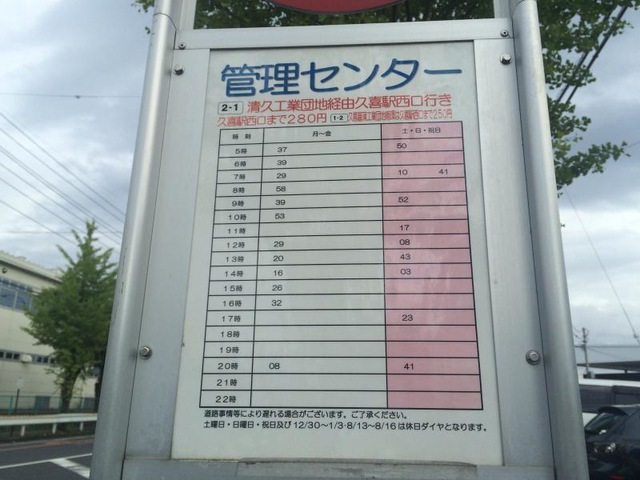 管理センター
2-1 清久工業団地経由久喜駅西口行き
久喜駅西口まで280円 1-2
時刻 月～金 土・日・祝日
5時 37 50
6時 39
7時 29 10 41
8時 58
9時 39 52
10時 53
11時 17
12時 29 08
13時 20 43
14時 16 03
15時 26
16時 32
17時 23
18時
19時
20時 08 41
21時
22時
道路事情等により遅れる場合がございます。ご了承ください。
土曜日・日曜日・祝日及び12/30～1/3・8/13～8/16は休日ダイヤとなります。